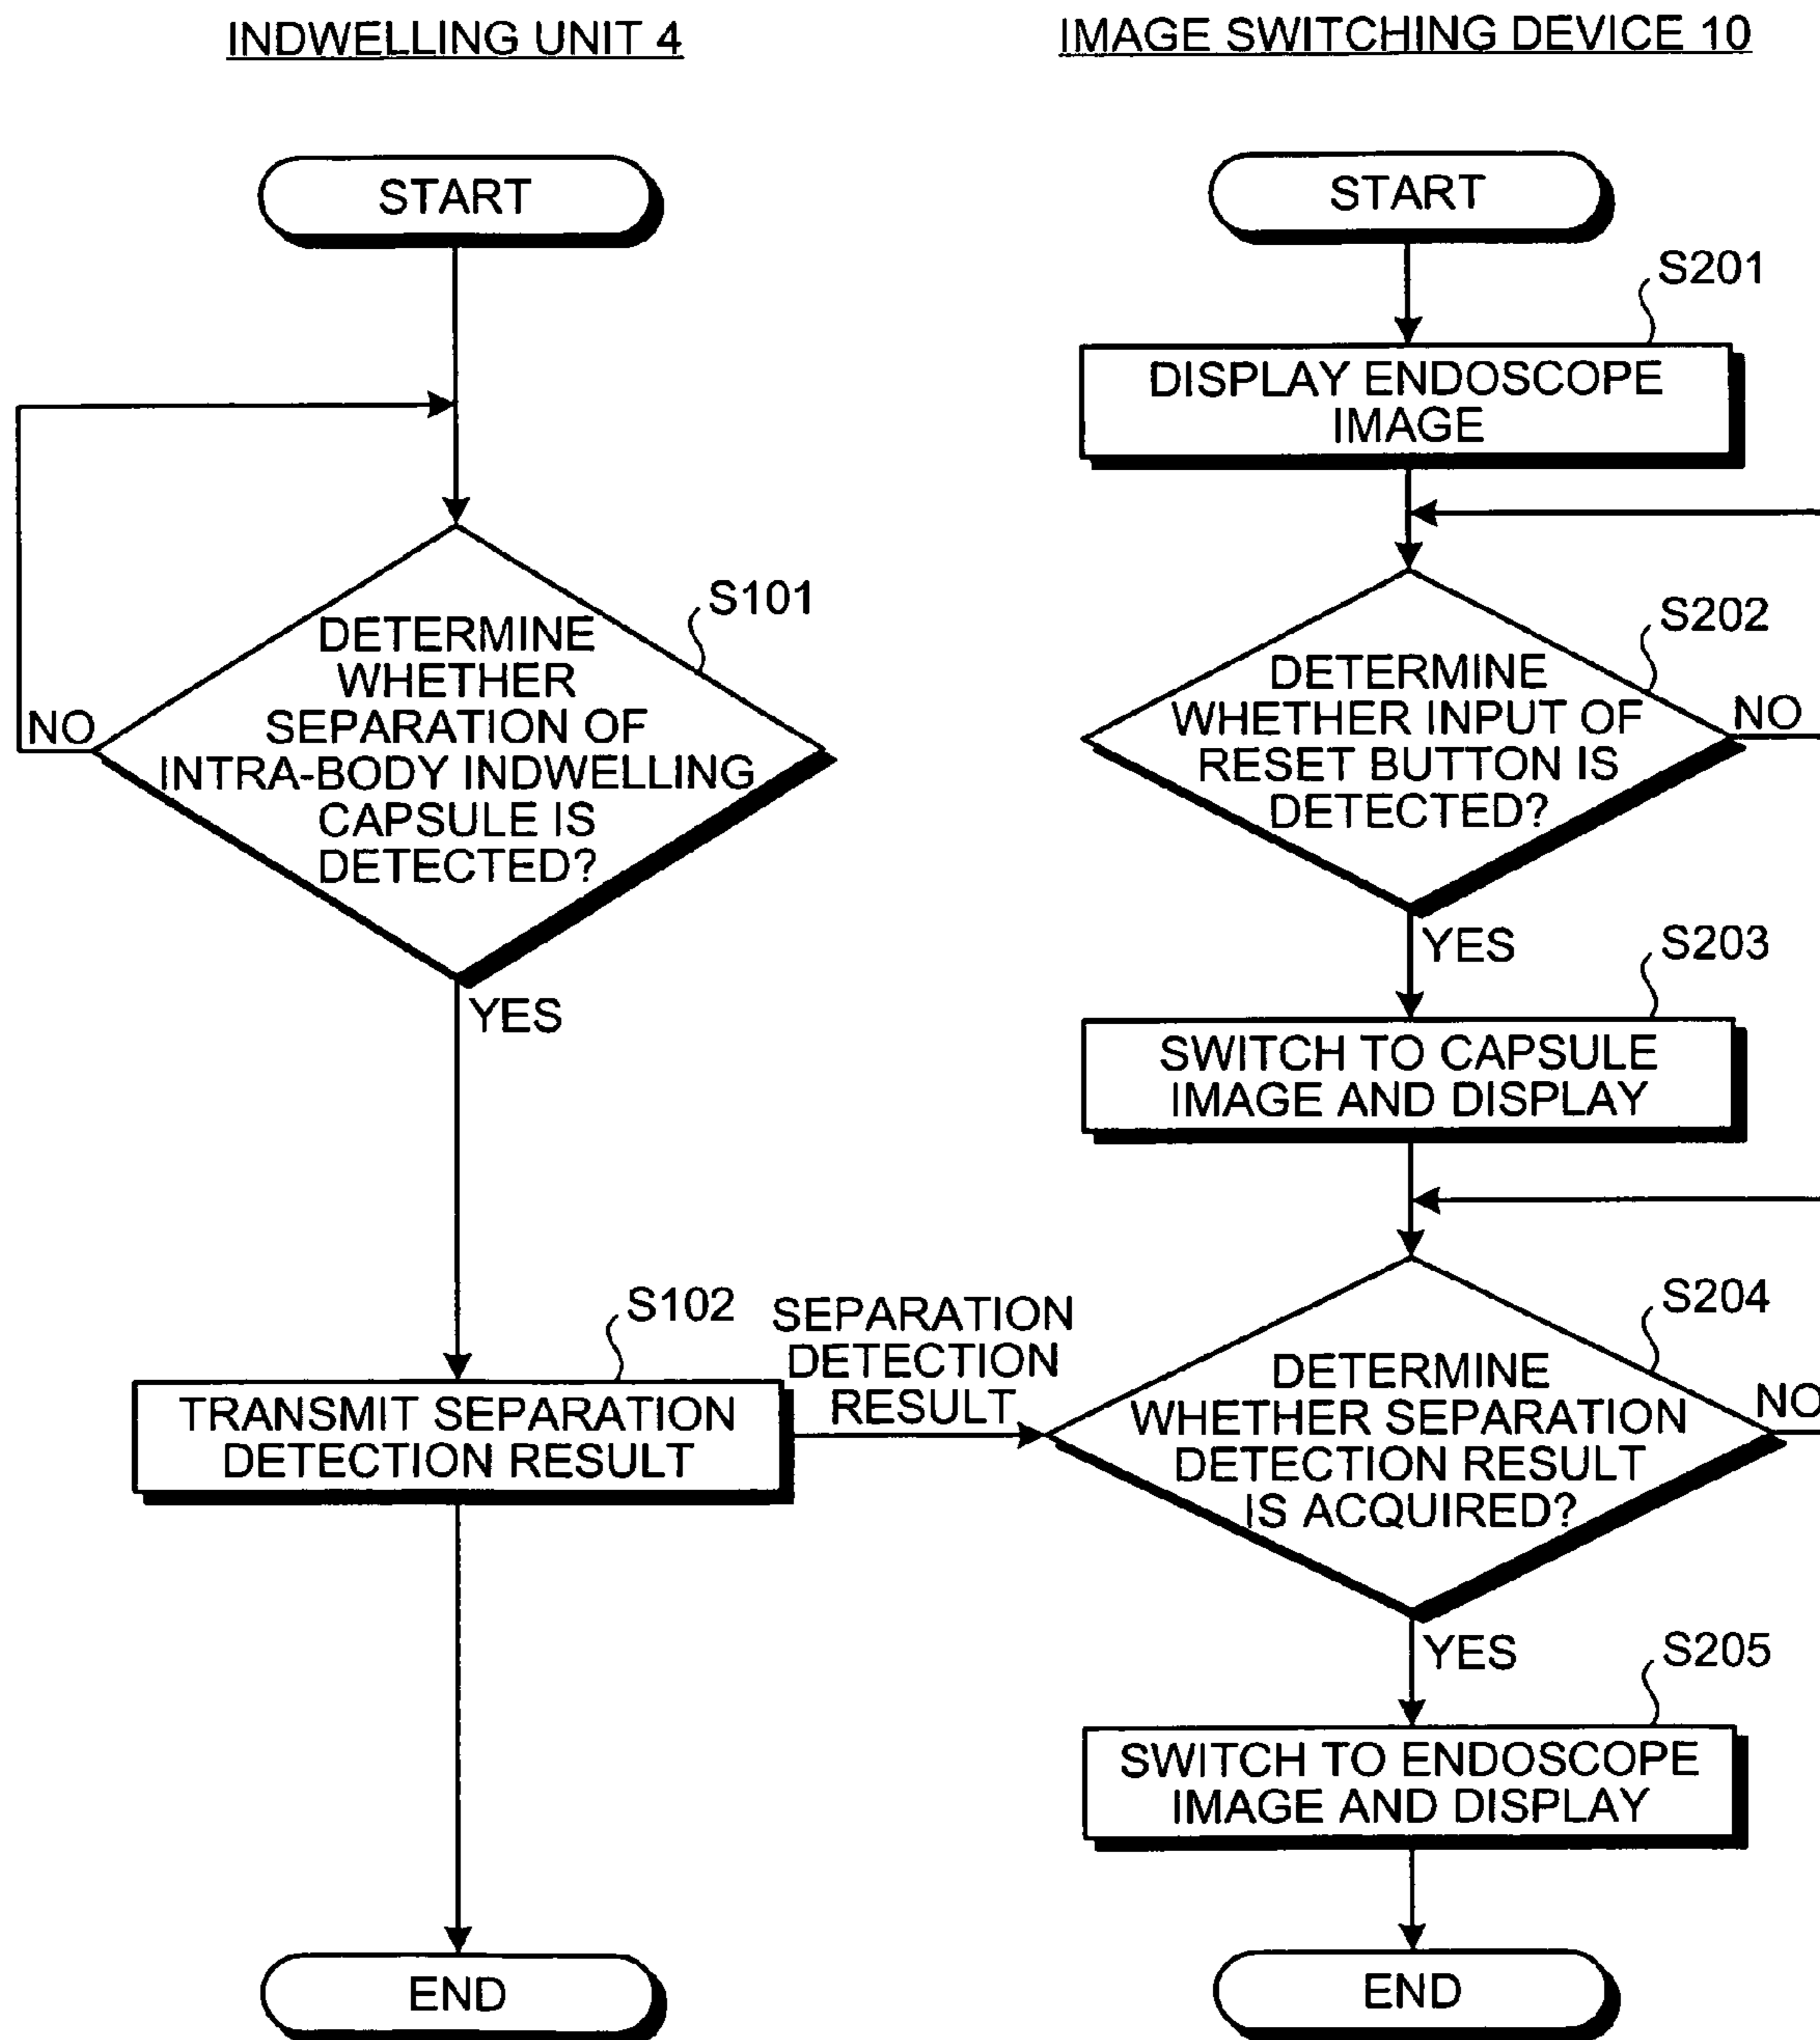 INDWELLING UNIT 4
START
S101
DETERMINE
WHETHER
SEPARATION OF
INTRA-BODY INDWELLING
CAPSULE IS
DETECTED?
NO
YES
S102
TRANSMIT SEPARATION
DETECTION RESULT
SEPARATION
DETECTION
RESULT
END
IMAGE SWITCHING DEVICE 10
START
S201
DISPLAY ENDOSCOPE
IMAGE
S202
DETERMINE
WHETHER INPUT OF
RESET BUTTON IS
DETECTED?
NO
YES
S203
SWITCH TO CAPSULE
IMAGE AND DISPLAY
S204
DETERMINE
WHETHER SEPARATION
DETECTION RESULT
IS ACQUIRED?
NO
YES
S205
SWITCH TO ENDOSCOPE
IMAGE AND DISPLAY
END